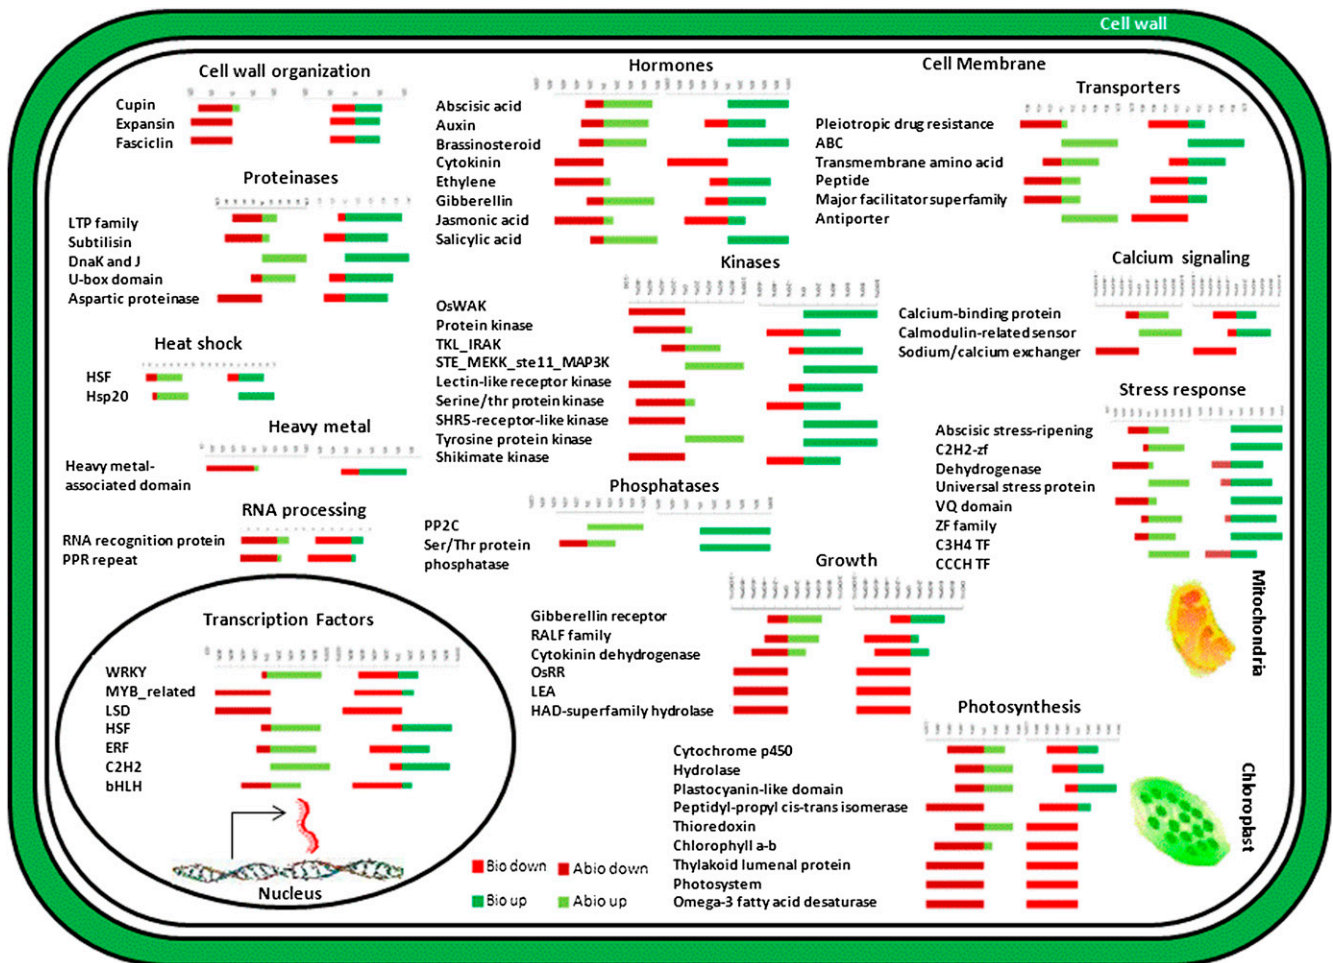 Cell wall
Cell wall organization
Cupin
Expansin
Fasciclin
Proteinases
LTP family
Subtilisin
DnaK and J
U-box domain
Aspartic proteinase
Heat shock
HSF
Hsp20
Heavy metal
Heavy metal-
associated domain
RNA processing
RNA recognition protein
PPR repeat
Transcription Factors
WRKY
MYB_related
LSD
HSF
ERF
C2H2
bHLH
Nucleus
Hormones
Abscisic acid
Auxin
Brassinosteroid
Cytokinin
Ethylene
Gibberellin
Jasmonic acid
Salicylic acid
Kinases
OsWAK
Protein kinase
TKL_IRAK
STE_MEKK_ste11_MAP3K
Lectin-like receptor kinase
Serine/thr protein kinase
SHR5-receptor-like kinase
Tyrosine protein kinase
Shikimate kinase
Phosphatases
PP2C
Ser/Thr protein
phosphatase
Growth
Gibberellin receptor
RALF family
Cytokinin dehydrogenase
OsRR
LEA
HAD-superfamily hydrolase
Cell Membrane
Transporters
Pleiotropic drug resistance
ABC
Transmembrane amino acid
Peptide
Major facilitator superfamily
Antiporter
Calcium signaling
Calcium-binding protein
Calmodulin-related sensor
Sodium/calcium exchanger
Stress response
Abscisic stress-ripening
C2H2-zf
Dehydrogenase
Universal stress protein
VQ domain
ZF family
C3H4 TF
CCCH TF
Mitochondria
Photosynthesis
Cytochrome p450
Hydrolase
Plastocyanin-like domain
Peptidyl-propyl cis-trans isomerase
Thioredoxin
Chlorophyll a-b
Thylakoid lumenal protein
Photosystem
Omega-3 fatty acid desaturase
Chloroplast
Bio down Abio down
Bio up Abio up